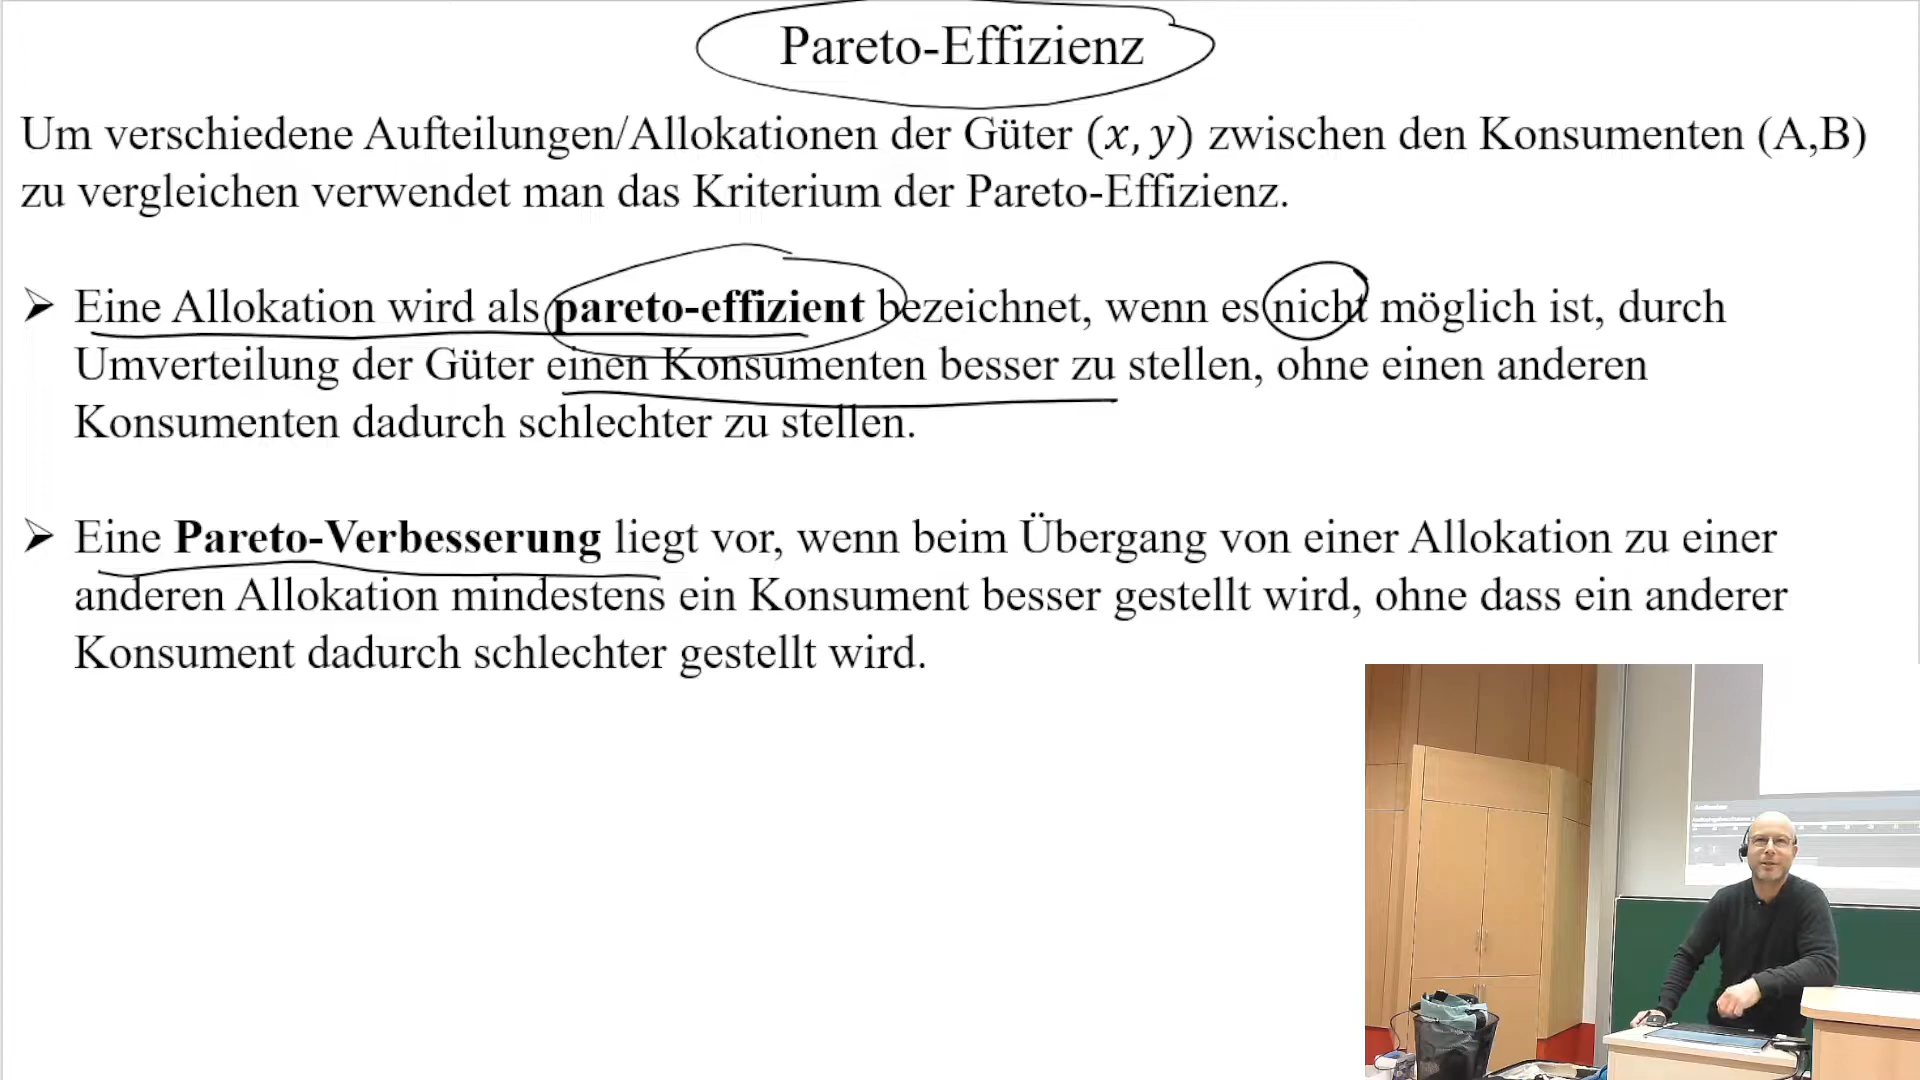 Pareto-Effizienz
Um verschiedene Aufteilungen/Allokationen der Güter (x, y) zwischen den Konsumenten (A,B)
zu vergleichen verwendet man das Kriterium der Pareto-Effizienz.
➢ Eine Allokation wird als pareto-effizient bezeichnet, wenn es nicht möglich ist, durch
Umverteilung der Güter einen Konsumenten besser zu stellen, ohne einen anderen
Konsumenten dadurch schlechter zu stellen.
➢ Eine Pareto-Verbesserung liegt vor, wenn beim Übergang von einer Allokation zu einer
anderen Allokation mindestens ein Konsument besser gestellt wird, ohne dass ein anderer
Konsument dadurch schlechter gestellt wird.